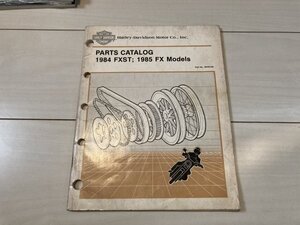 Harley-Davidson Motor Co., Inc.
PARTS CATALOG
1984 FXST; 1985 FX Models